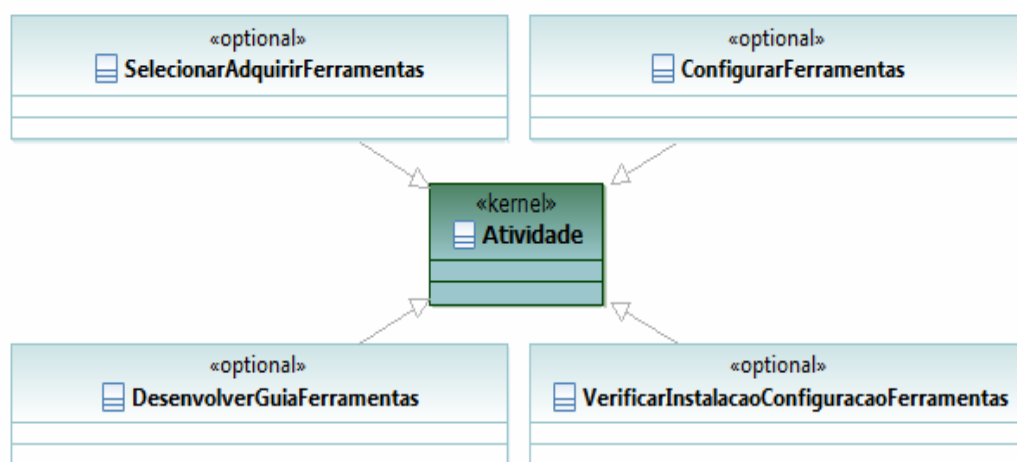 «optional»
SelecionarAdquirirFerramentas
«optional»
ConfigurarFerramentas
«kernel»
Atividade
«optional»
DesenvolverGuiaFerramentas
«optional»
VerificarInstalacaoConfiguracaoFerramentas